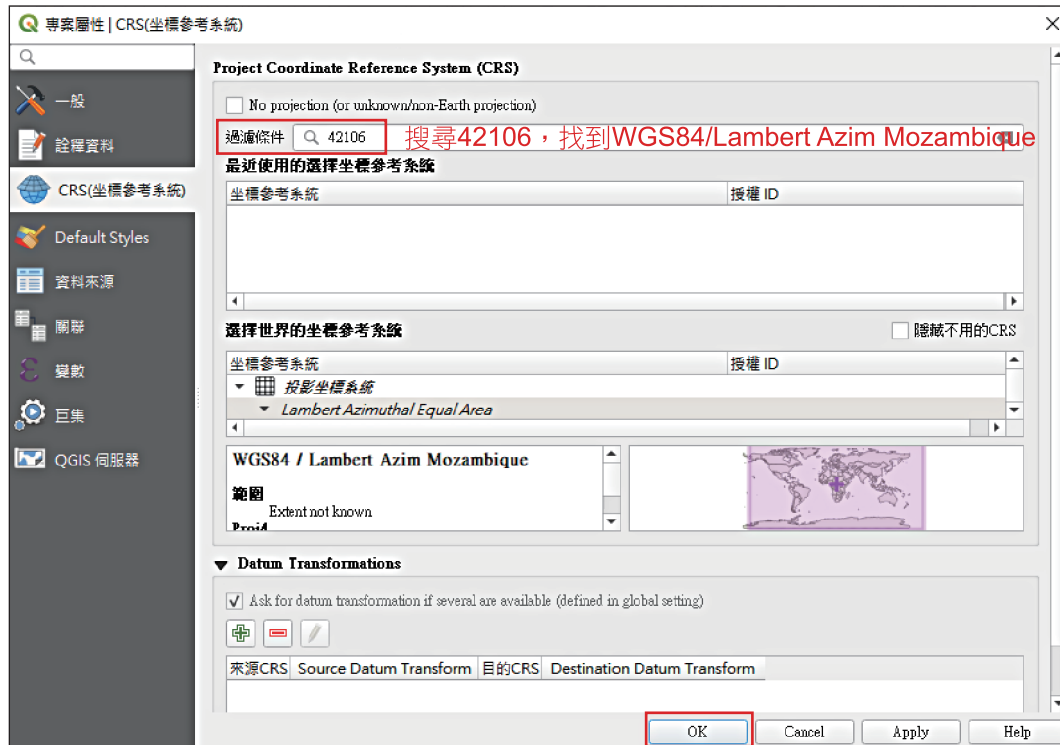 專案屬性 | CRS(坐標參考系統)
一般
詮釋資料
CRS(坐標參考系統)
Default Styles
資料來源
關聯
變數
巨集
QGIS 伺服器
Project Coordinate Reference System (CRS)
No projection (or unknown/non-Earth projection)
過濾條件 42106 搜尋42106，找到WGS84/Lambert Azim Mozambique
最近使用的選擇坐標參考系統
坐標參考系統 授權 ID
選擇世界的坐標參考系統 隱藏不用的CRS
坐標參考系統 授權 ID
投影坐標系統
Lambert Azimuthal Equal Area
WGS84 / Lambert Azim Mozambique
範圍
Extent not known
Proj4
Datum Transformations
Ask for datum transformation if several are available (defined in global setting)
來源CRS Source Datum Transform 目的CRS Destination Datum Transform
OK Cancel Apply Help